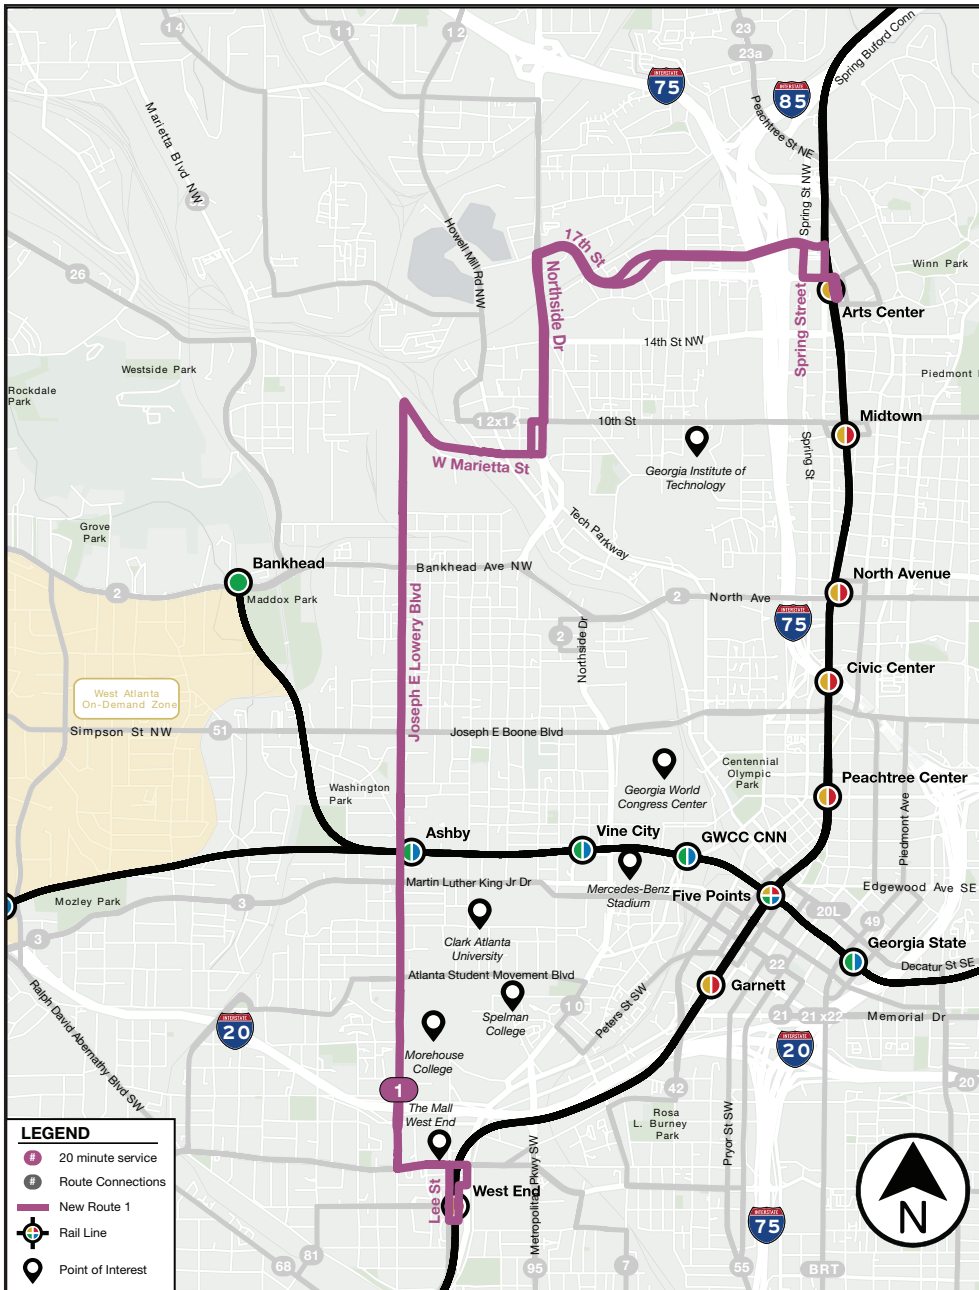 14
11
12
23
23a
Spring Buford Conn
INTERSTATE
75
INTERSTATE
85
Marietta Blvd NW
Peachtree St NE
Spring St NW
Howell Mill Rd NW
17th St
26
Winn Park
Northside Dr
Spring Street
Arts Center
14th St NW
Westside Park
Piedmont
Rockdale
Park
12x14
10th St
Midtown
Spring St
W Marietta St
Georgia Institute of
Technology
Grove
Park
Tech Parkway
Bankhead
Bankhead Ave NW
North Avenue
2
Maddox Park
2
North Ave
Joseph E Lowery Blvd
INTERSTATE
75
2
Northside Dr
Civic Center
West Atlanta
On-Demand Zone
Simpson St NW
51
Joseph E Boone Blvd
Centennial
Olympic
Park
Peachtree Center
Georgia World
Congress Center
Washington
Park
Piedmont Ave
Ashby
Vine City
GWCC CNN
Martin Luther King Jr Dr
Mercedes-Benz
Stadium
Five Points
Edgewood Ave SE
Mozley Park
3
20L
49
3
Clark Atlanta
University
Georgia State
Decatur St SE
22
Atlanta Student Movement Blvd
Garnett
Ralph David Abernathy Blvd SW
10
Peters St SW
Spelman
College
21
21x22
Memorial Dr
INTERSTATE
20
Morehouse
College
INTERSTATE
20
1
42
20
The Mall
West End
Rosa
L. Burney
Park
Pryor St SW
Metropolitan Pkwy SW
Lee St
West End
LEGEND
# 20 minute service
# Route Connections
New Route 1
Rail Line
Point of Interest
INTERSTATE
75
N
81
68
95
7
55
BRT